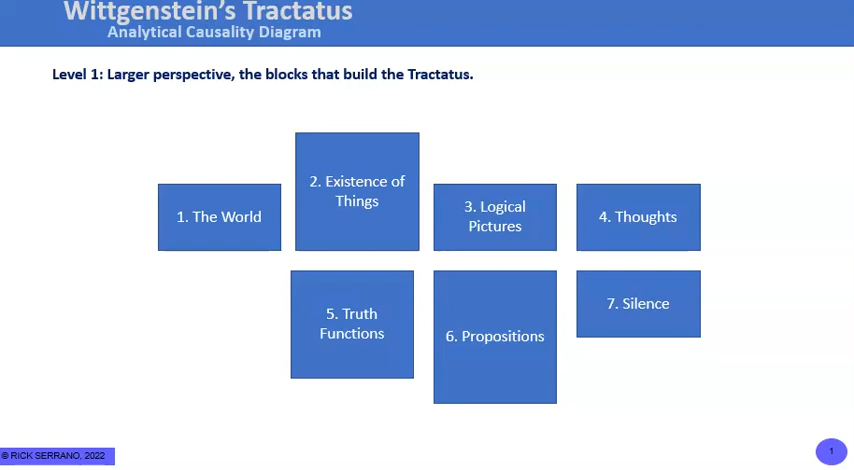 Wittgenstein's Tractatus
Analytical Causality Diagram
Level 1: Larger perspective, the blocks that build the Tractatus.
1. The World
2. Existence of
Things
3. Logical
Pictures
4. Thoughts
5. Truth
Functions
6. Propositions
7. Silence
© RICK SERRANO, 2022
1